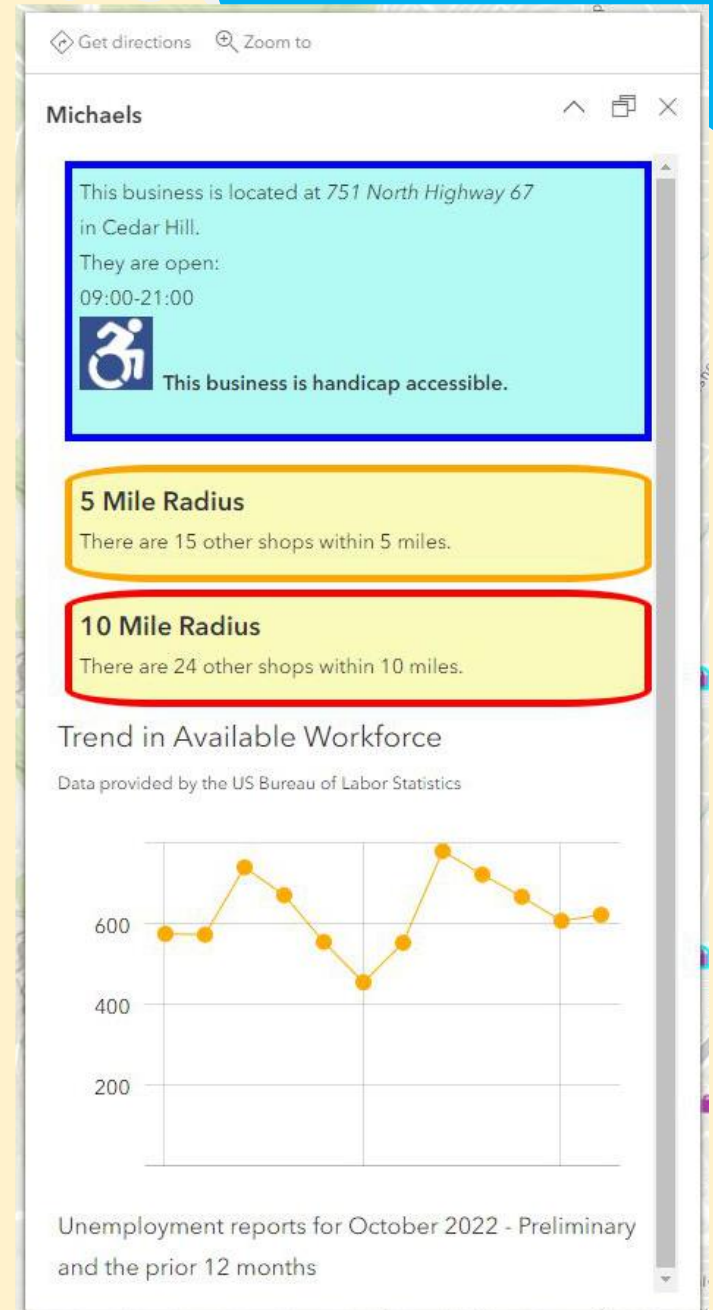 Get directions Zoom to
Michaels
This business is located at 751 North Highway 67
in Cedar Hill.
They are open:
09:00-21:00
This business is handicap accessible.
5 Mile Radius
There are 15 other shops within 5 miles.
10 Mile Radius
There are 24 other shops within 10 miles.
Trend in Available Workforce
Data provided by the US Bureau of Labor Statistics
600
400
200
Unemployment reports for October 2022 - Preliminary
and the prior 12 months